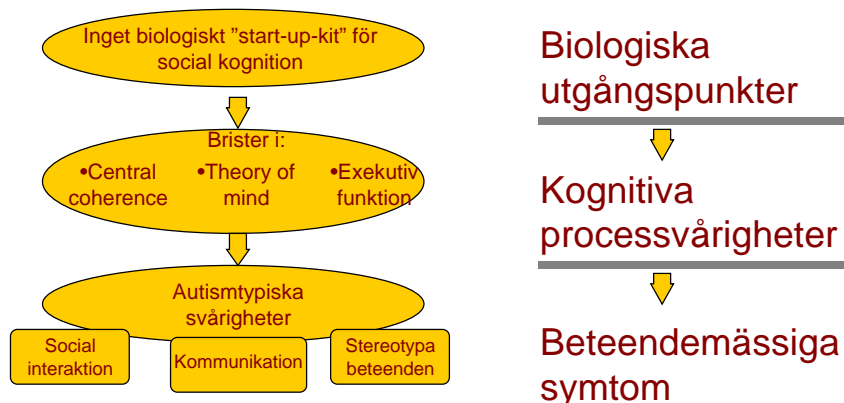 Inget biologiskt ”start-up-kit” för
social kognition
Brister i:
•Central
coherence
•Theory of
mind
•Exekutiv
funktion
Autismtypiska
svårigheter
Social
interaktion
Kommunikation
Stereotypa
beteenden
Biologiska
utgångspunkter
Kognitiva
processvårigheter
Beteendemässiga
symtom